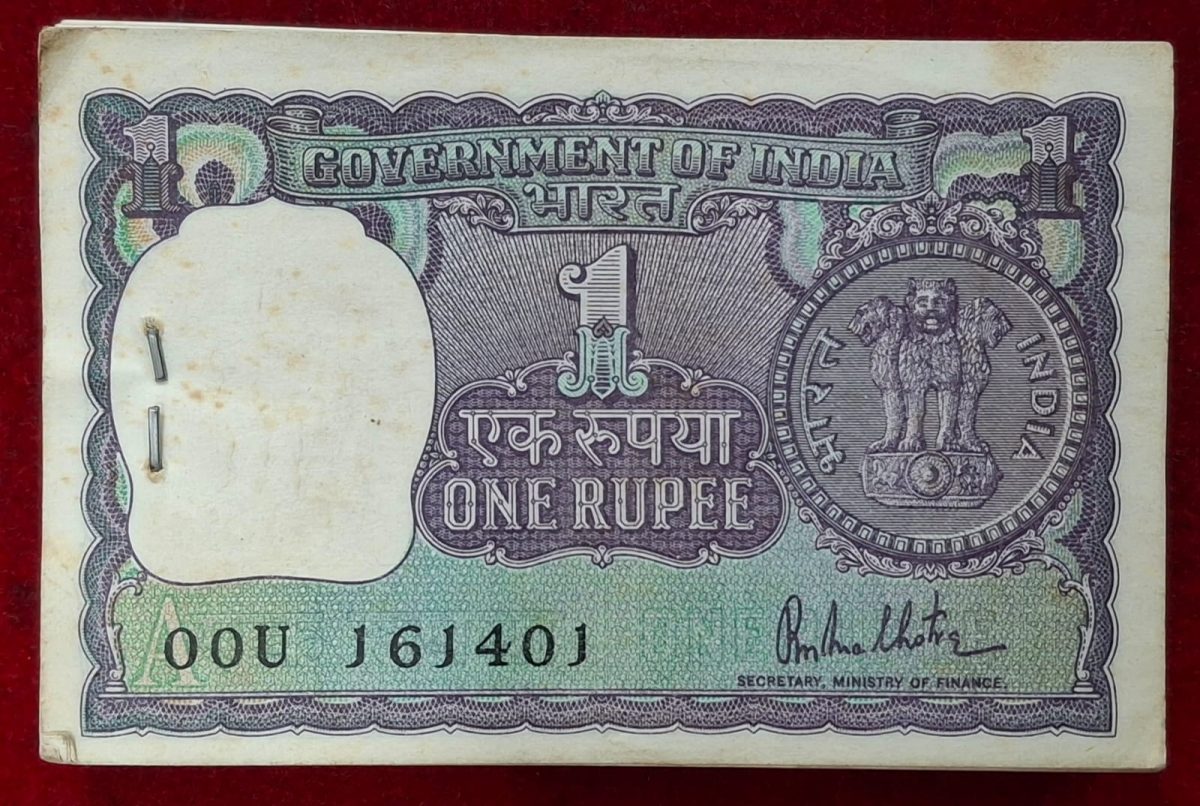 1 GOVERNMENT OF INDIA 1
भारत
1
एक रुपया
ONE RUPEE
भारत INDIA
A
00U 161401
SECRETARY, MINISTRY OF FINANCE.